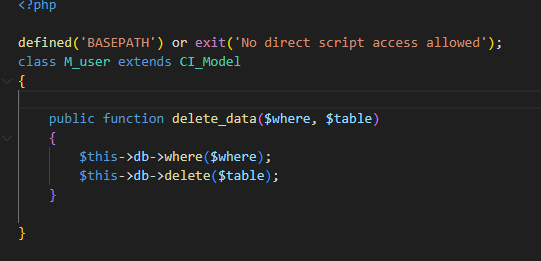 <?php
defined('BASEPATH') or exit('No direct script access allowed');
class M_user extends CI_Model
{
public function delete_data($where, $table)
{
$this->db->where($where);
$this->db->delete($table);
}
}